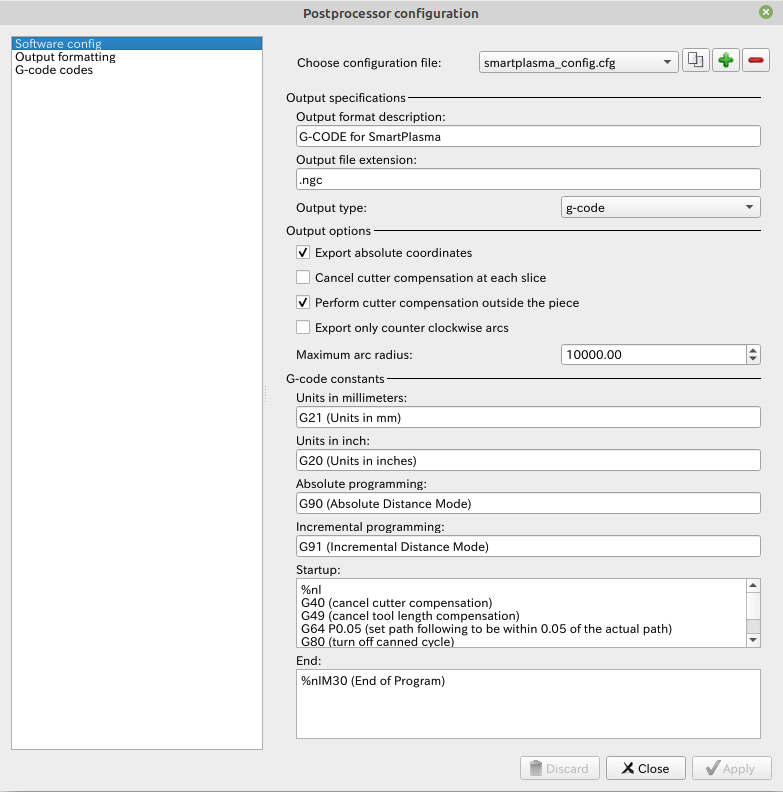 Postprocessor configuration
Software config
Output formatting
G-code codes
Choose configuration file:
smartplasma_config.cfg
Output specifications
Output format description:
G-CODE for SmartPlasma
Output file extension:
.ngc
Output type:
g-code
Output options
Export absolute coordinates
Cancel cutter compensation at each slice
Perform cutter compensation outside the piece
Export only counter clockwise arcs
Maximum arc radius:
10000.00
G-code constants
Units in millimeters:
G21 (Units in mm)
Units in inch:
G20 (Units in inches)
Absolute programming:
G90 (Absolute Distance Mode)
Incremental programming:
G91 (Incremental Distance Mode)
Startup:
%nl
G40 (cancel cutter compensation)
G49 (cancel tool length compensation)
G64 P0.05 (set path following to be within 0.05 of the actual path)
G80 (turn off canned cycle)
End:
%nlM30 (End of Program)
Discard
Close
Apply